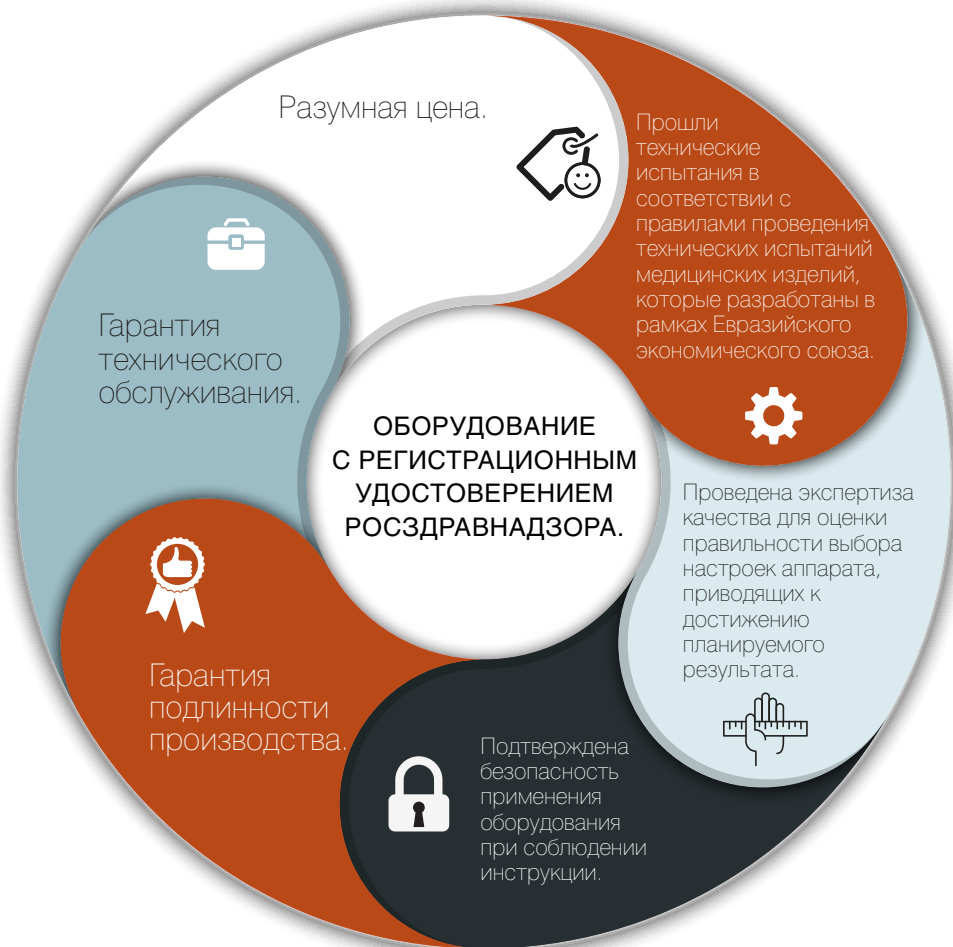 Разумная цена.
Прошли
технические
испытания в
соответствии с
правилами проведения
технических испытаний
медицинских изделий,
которые разработаны в
рамках Евразийского
экономического союза.
Гарантия
технического
обслуживания.
ОБОРУДОВАНИЕ
С РЕГИСТРАЦИОННЫМ
УДОСТОВЕРЕНИЕМ
РОСЗДРАВНАДЗОРА.
Проведена экспертиза
качества для оценки
правильности выбора
настроек аппарата,
приводящих к
достижению
планируемого
результата.
Гарантия
подлинности
производства.
Подтверждена
безопасность
применения
оборудования
при соблюдении
инструкции.